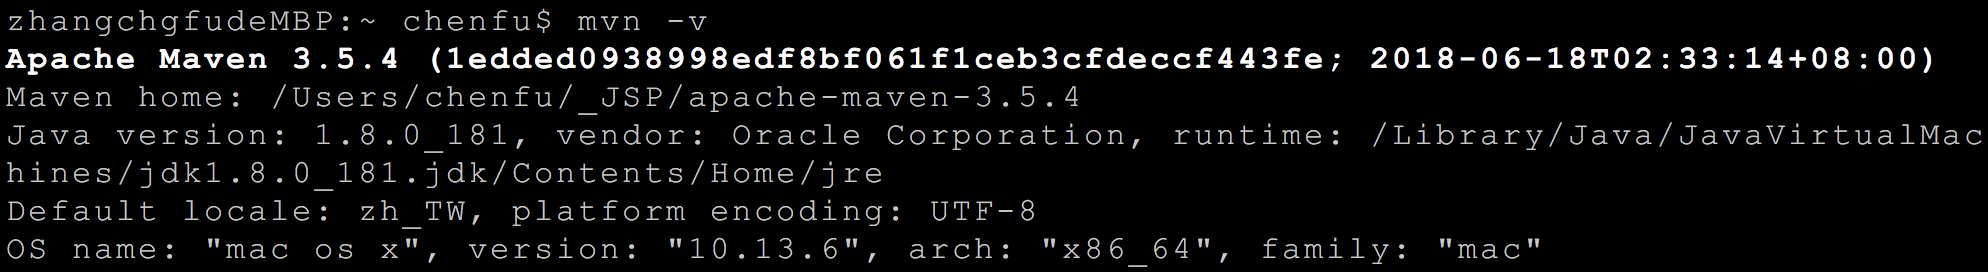 zhangchgfudeMBP:~ chenfu$ mvn -v
Apache Maven 3.5.4 (1edded0938998edf8bf061f1ceb3cfdeccf443fe; 2018-06-18T02:33:14+08:00)
Maven home: /Users/chenfu/_JSP/apache-maven-3.5.4
Java version: 1.8.0_181, vendor: Oracle Corporation, runtime: /Library/Java/JavaVirtualMac
hines/jdk1.8.0_181.jdk/Contents/Home/jre
Default locale: zh_TW, platform encoding: UTF-8
OS name: "mac os x", version: "10.13.6", arch: "x86_64", family: "mac"